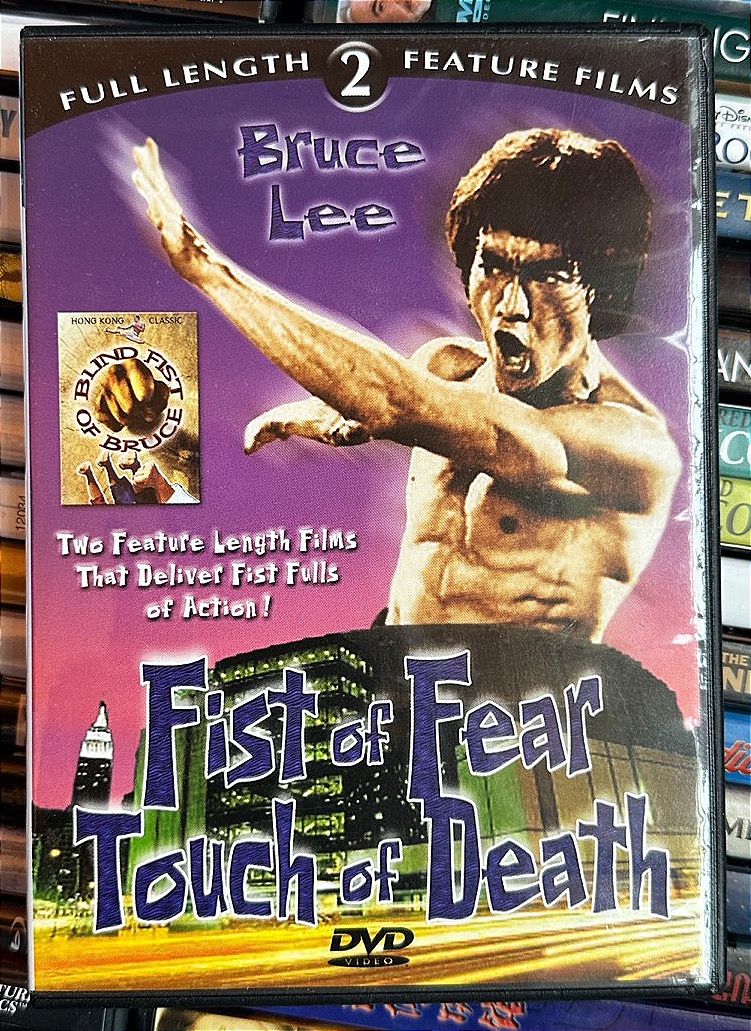 FULL LENGTH 2 FEATURE FILMS
Bruce
Lee
HONG KONG CLASSIC
BLIND FIST
OF BRUCE
Two Feature Length Films
That Deliver Fist Fulls
of Action!
Fist of Fear
Touch of Death
DVD
VIDEO
12034